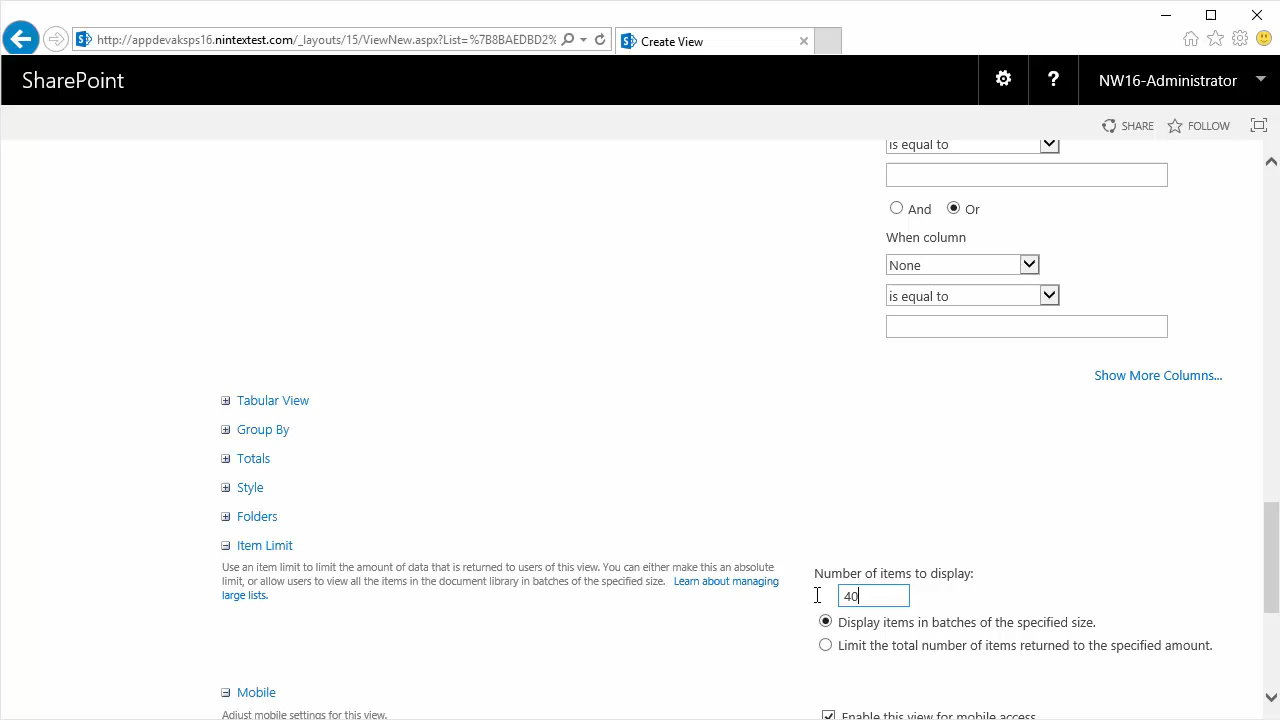 http://appdevaksps16.nintextest.com/_layouts/15/ViewNew.aspx?List=%7B8BAEDBD2%
Create View
SharePoint
?
NW16-Administrator
SHARE
FOLLOW
is equal to
And
Or
When column
None
is equal to
Show More Columns...
Tabular View
Group By
Totals
Style
Folders
Item Limit
Use an item limit to limit the amount of data that is returned to users of this view. You can either make this an absolute
limit, or allow users to view all the items in the document library in batches of the specified size. Learn about managing
large lists.
Number of items to display:
40
Display items in batches of the specified size.
Limit the total number of items returned to the specified amount.
Mobile
Adjust mobile settings for this view.
Enable this view for mobile access